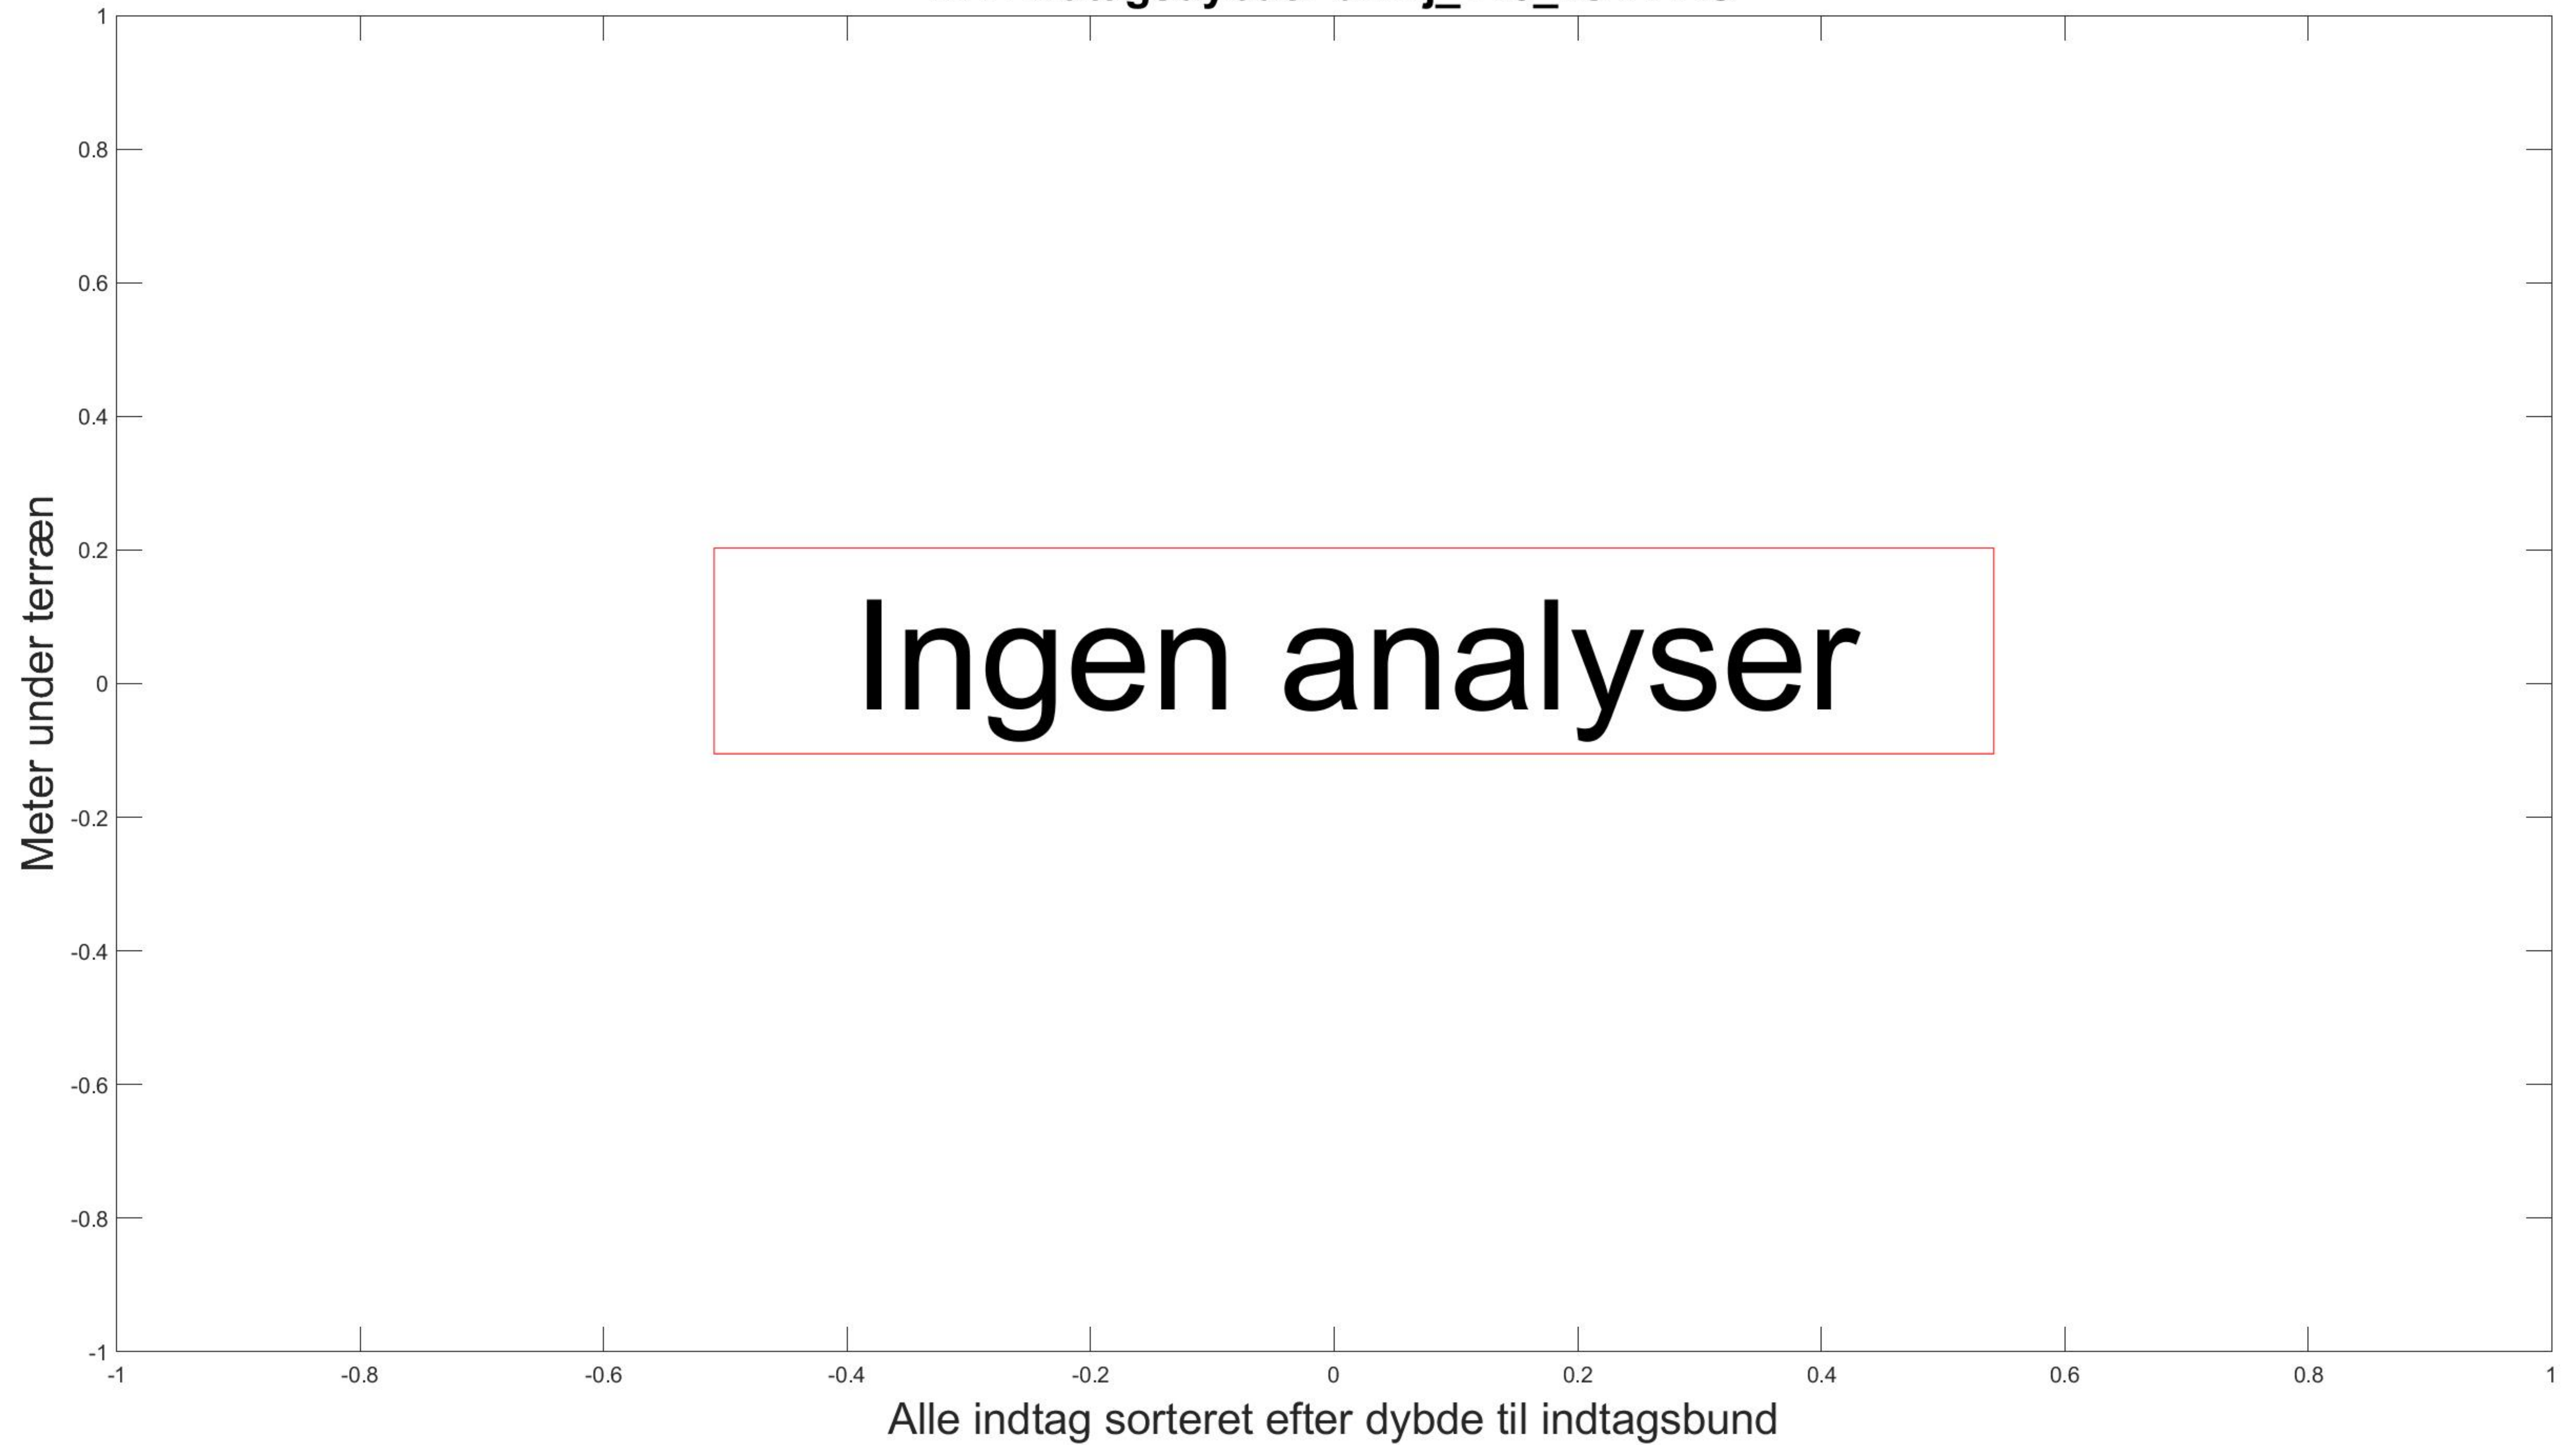 1
0.8
0.6
0.4
0.2
0
-0.2
-0.4
-0.6
-0.8
-1
Meter under terræn
Ingen analyser
-1 -0.8 -0.6 -0.4 -0.2 0 0.2 0.4 0.6 0.8 1
Alle indtag sorteret efter dybde til indtagsbund